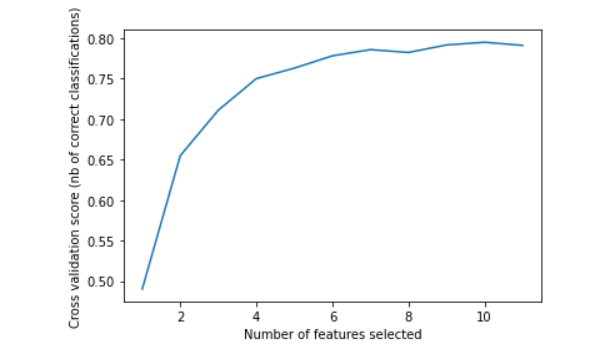 Cross validation score (nb of correct classifications)
0.80
0.75
0.70
0.65
0.60
0.55
0.50
2 4 6 8 10
Number of features selected